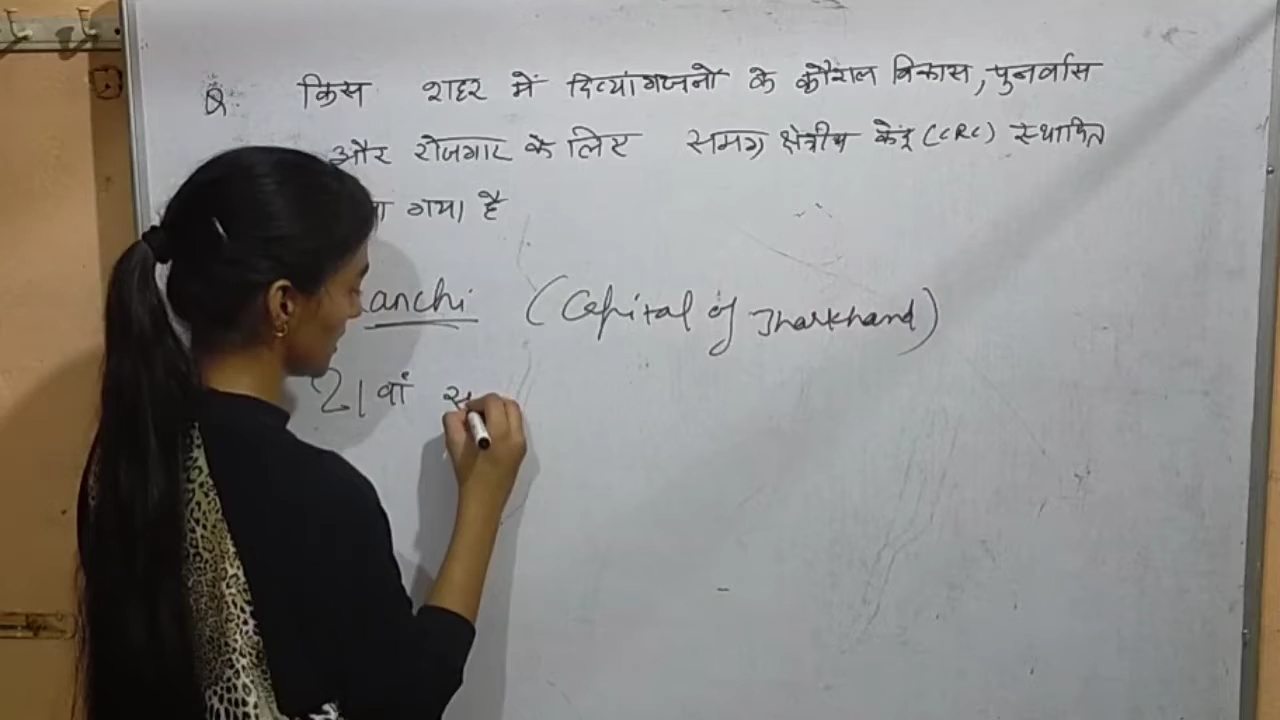 Q. किस शहर में दिव्यांगजनो के कौशल विकास, पुनर्वास
और रोजगार के लिए समग्र क्षेत्रीय केंद्र (CRC) स्थापित
गया है
anchi (Capital of Jharkhand)
21वां